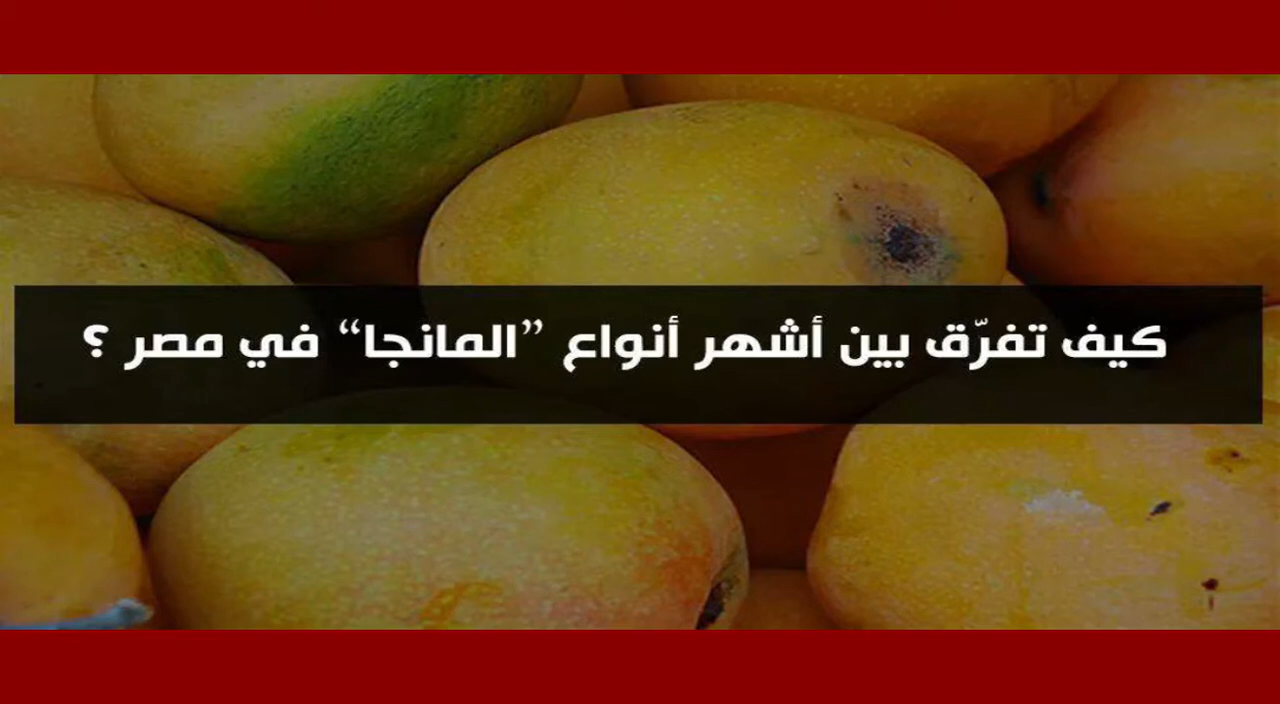 كيف تفرّق بين أشهر أنواع ”المانجا“ في مصر ؟